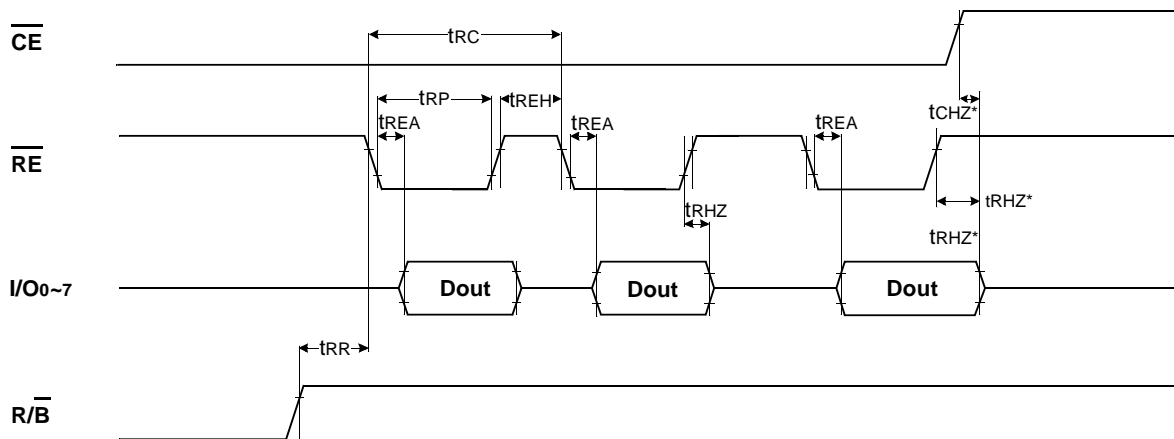 CE
tRC
tRP
tREH
tCHZ*
tREA
tREA
tREA
RE
tRHZ*
tRHZ
tRHZ*
I/O0~7
Dout
Dout
Dout
tRR
R/B